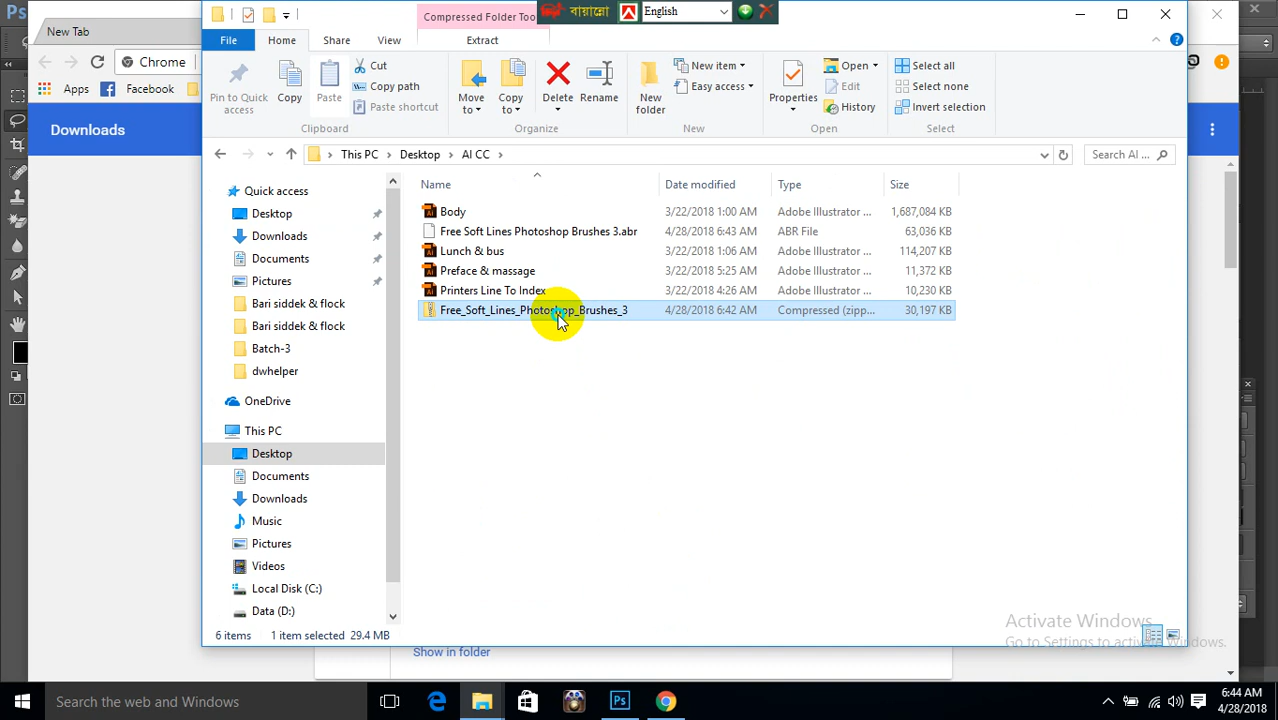 Ps
New Tab
Chrome
Apps
Facebook
Downloads
Compressed Folder Too
বায়ান্নো
English
File
Home
Share
View
Extract
Pin to Quick access
Copy
Paste
Cut
Copy path
Paste shortcut
Clipboard
Move to
Copy to
Delete
Rename
Organize
New folder
New item
Easy access
New
Properties
Open
Edit
History
Open
Select all
Select none
Invert selection
Select
This PC > Desktop > AI CC >
Search AI ...
Name Date modified Type Size
Body 3/22/2018 1:00 AM Adobe Illustrator ... 1,687,084 KB
Free Soft Lines Photoshop Brushes 3.abr 4/28/2018 6:43 AM ABR File 63,036 KB
Lunch & bus 3/22/2018 1:06 AM Adobe Illustrator ... 114,207 KB
Preface & massage 3/22/2018 5:25 AM Adobe Illustrator ... 11,372 KB
Printers Line To Index 3/22/2018 4:26 AM Adobe Illustrator ... 10,230 KB
Free_Soft_Lines_Photoshop_Brushes_3 4/28/2018 6:42 AM Compressed (zipp... 30,197 KB
Quick access
Desktop
Downloads
Documents
Pictures
Bari siddek & flock
Bari siddek & flock
Batch-3
dwhelper
OneDrive
This PC
Desktop
Documents
Downloads
Music
Pictures
Videos
Local Disk (C:)
Data (D:)
6 items 1 item selected 29.4 MB
Activate Windows
Go to Settings to activate Windows.
Show in folder
Search the web and Windows
Ps
6:44 AM
4/28/2018